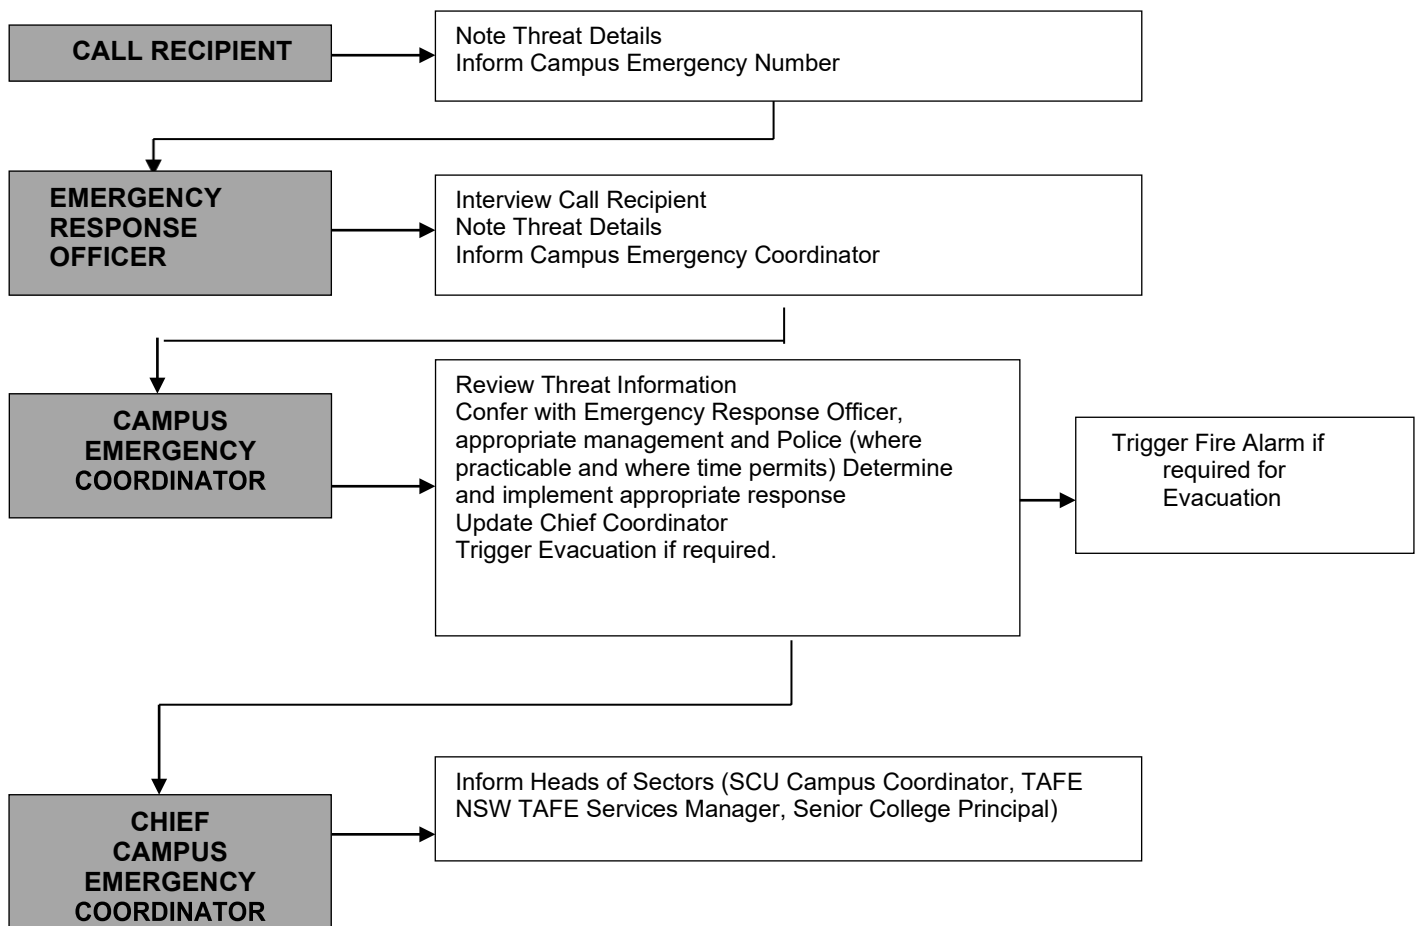 CALL RECIPIENT
Note Threat Details
Inform Campus Emergency Number
EMERGENCY
RESPONSE
OFFICER
Interview Call Recipient
Note Threat Details
Inform Campus Emergency Coordinator
CAMPUS
EMERGENCY
COORDINATOR
Review Threat Information
Confer with Emergency Response Officer,
appropriate management and Police (where
practicable and where time permits) Determine
and implement appropriate response
Update Chief Coordinator
Trigger Evacuation if required.
Trigger Fire Alarm if
required for
Evacuation
CHIEF
CAMPUS
EMERGENCY
COORDINATOR
Inform Heads of Sectors (SCU Campus Coordinator, TAFE
NSW TAFE Services Manager, Senior College Principal)